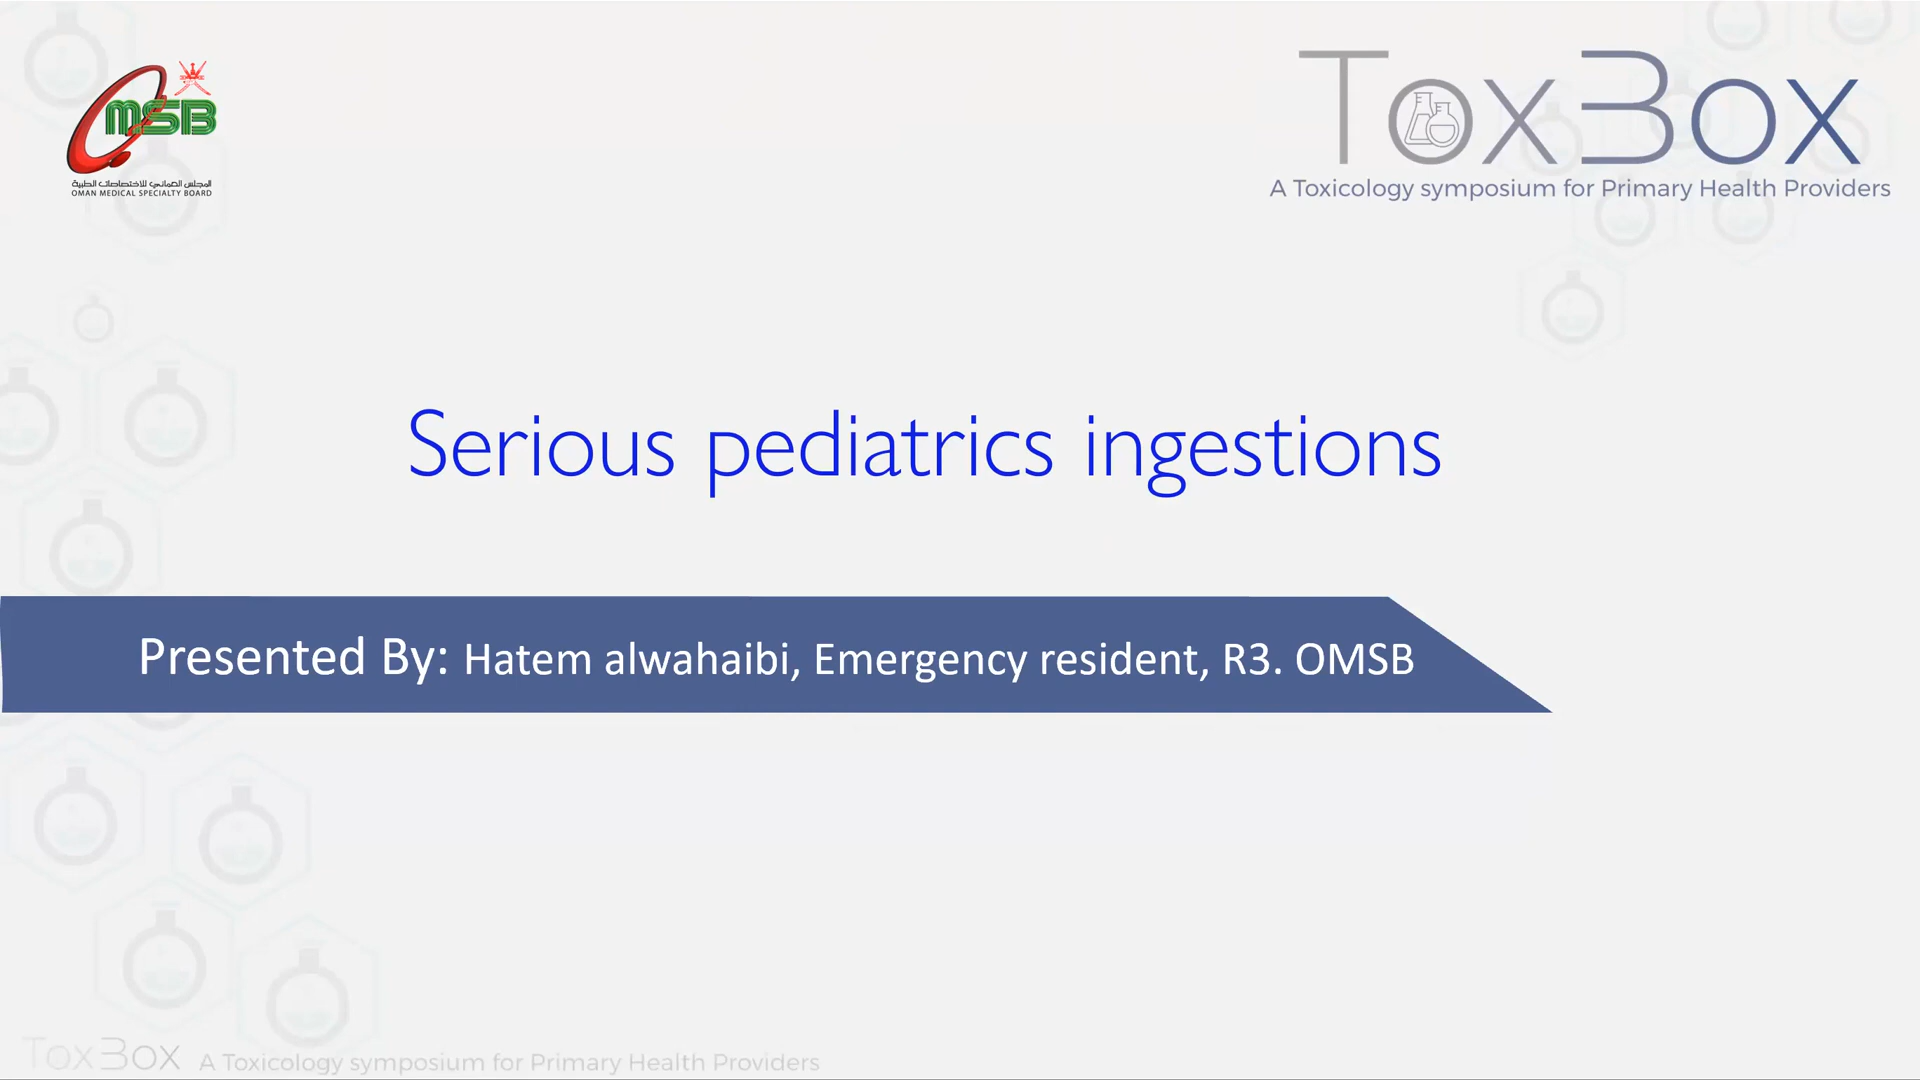 OMSB
المجلس العماني للاختصاصات الطبية
OMAN MEDICAL SPECIALTY BOARD
ToxBox
A Toxicology symposium for Primary Health Providers
Serious pediatrics ingestions
Presented By: Hatem alwahaibi, Emergency resident, R3. OMSB
ToxBox A Toxicology symposium for Primary Health Providers